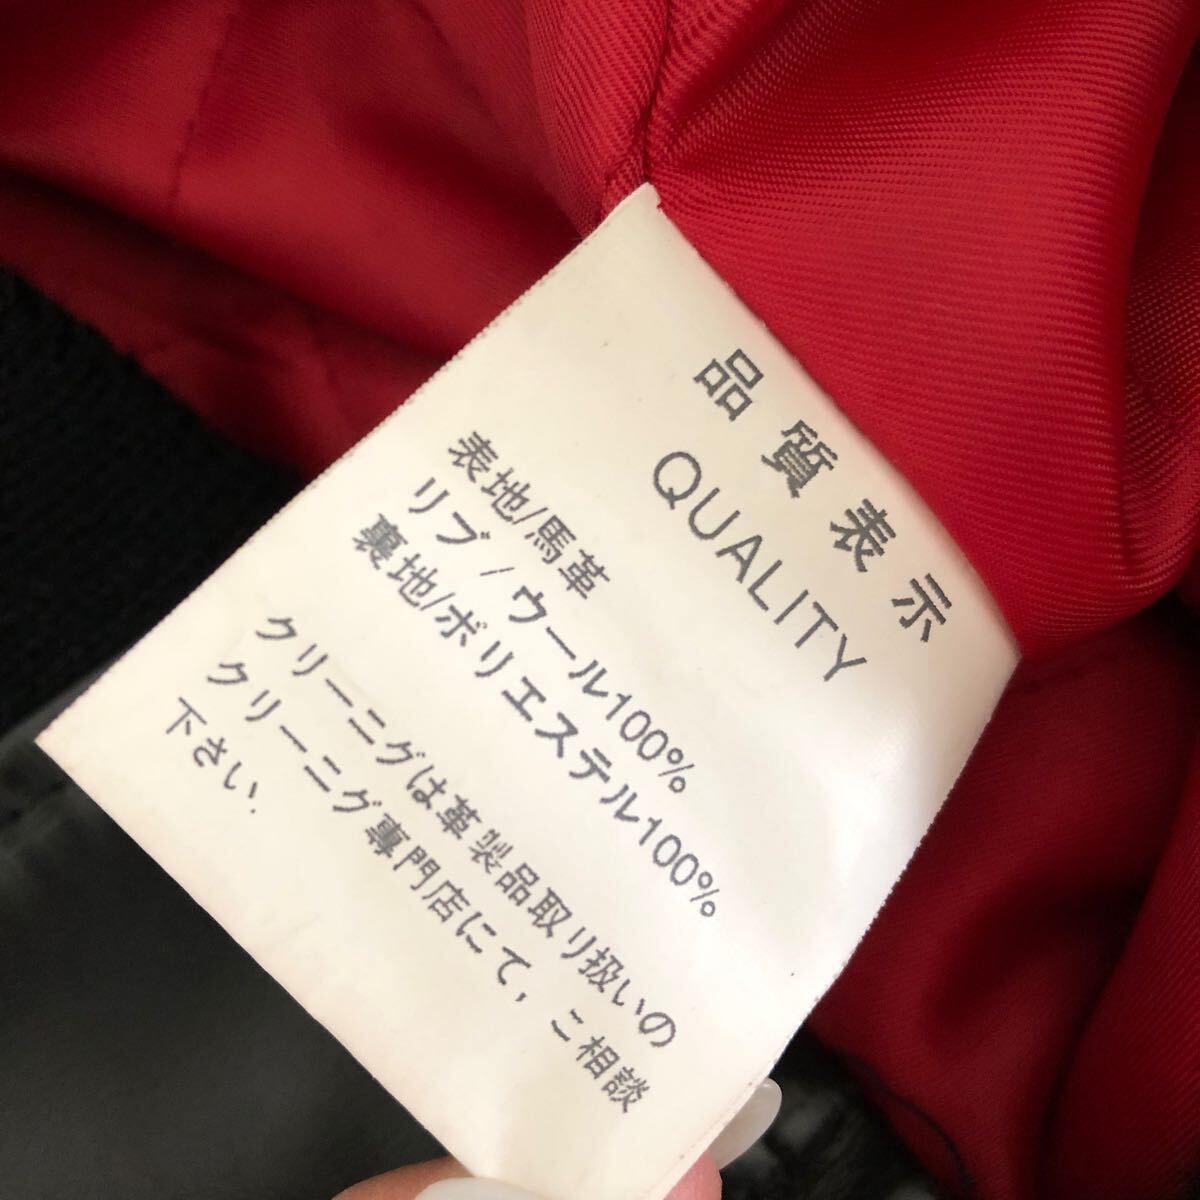 品質表示
QUALITY
表地/馬革
リブ/ウール100%
裏地/ポリエステル100%
クリーニグは革製品取り扱いの
クリーニグ專門店にて，こ相談
下さい.